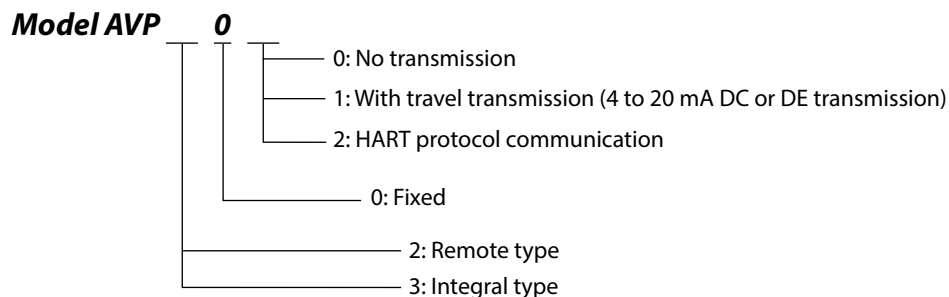 Model AVP 0
0: No transmission
1: With travel transmission (4 to 20 mA DC or DE transmission)
2: HART protocol communication
0: Fixed
2: Remote type
3: Integral type